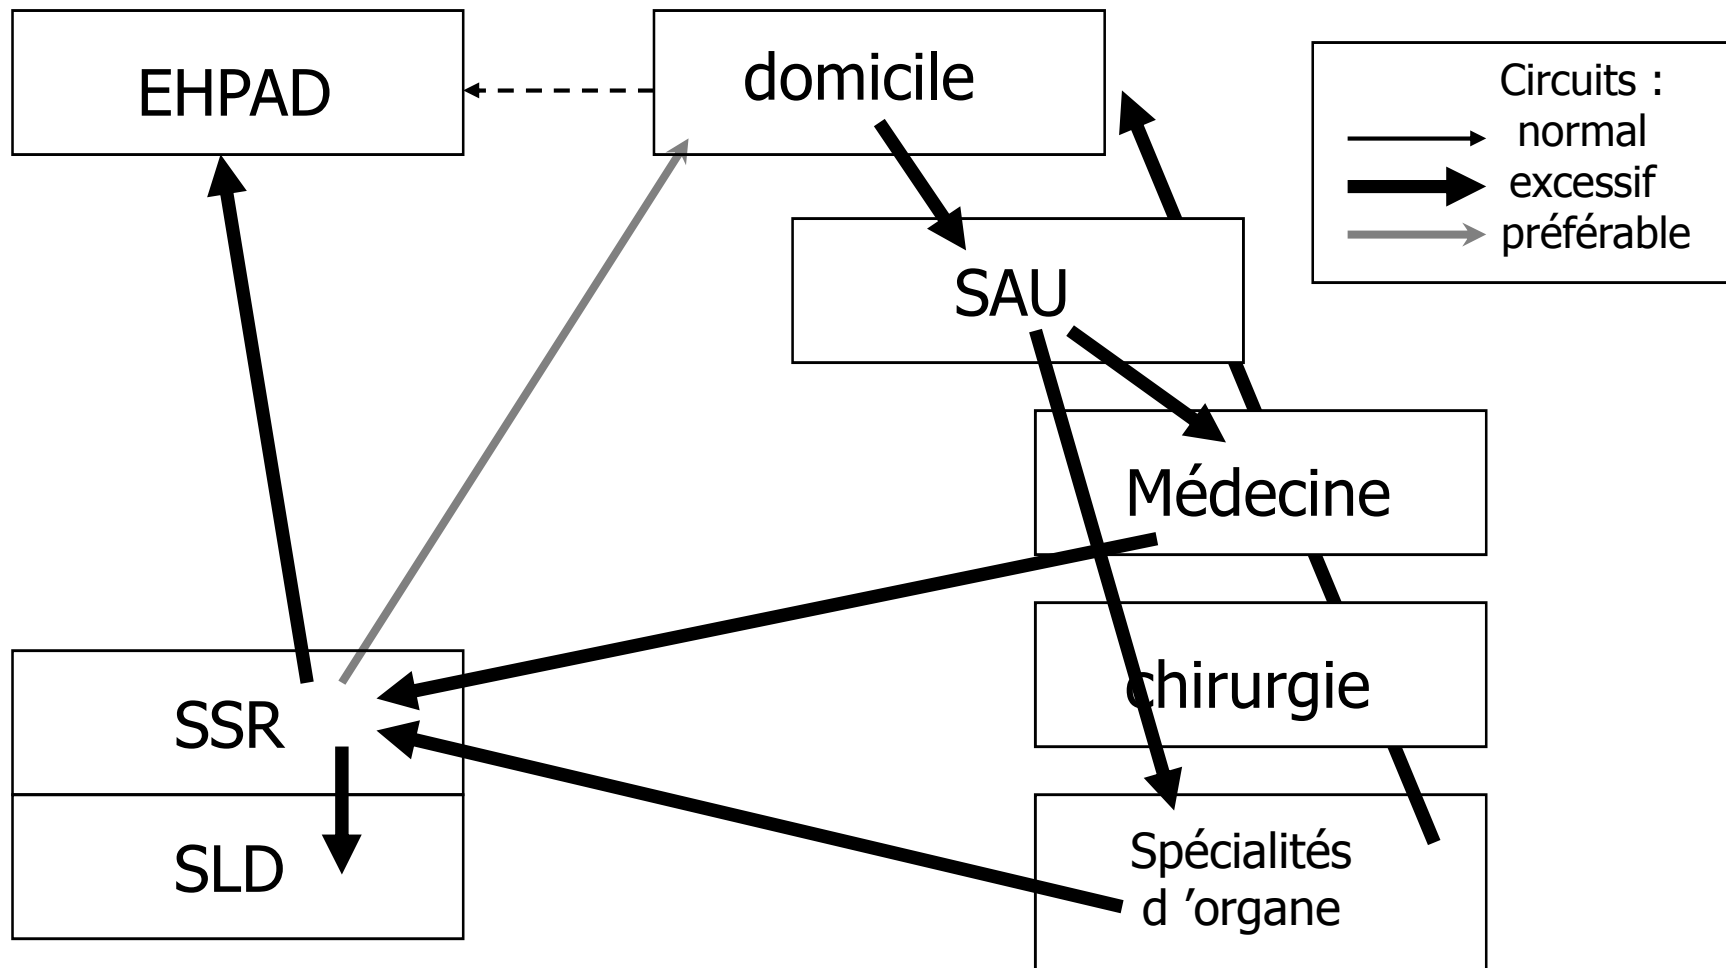 EHPAD
domicile
Circuits :
normal
excessif
préférable
SAU
Médecine
chirurgie
SSR
SLD
Spécialités
d ’organe